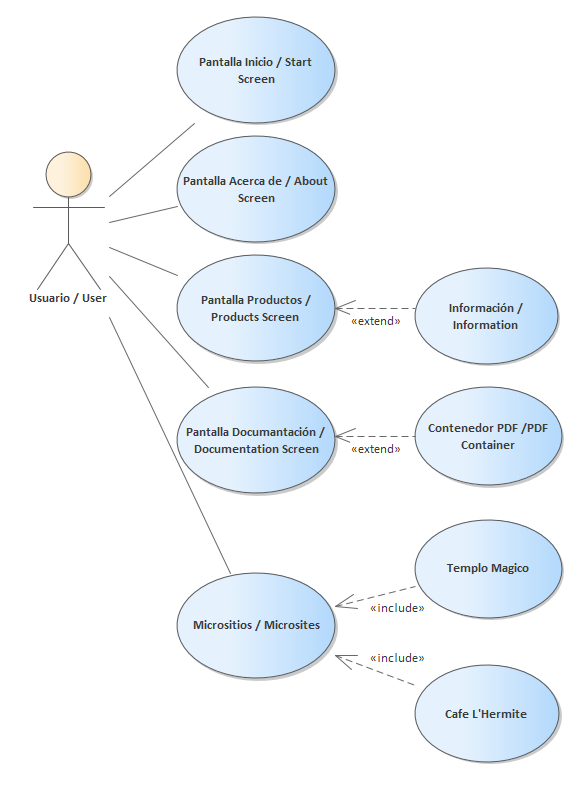 Pantalla Inicio / Start
Screen
Pantalla Acerca de / About
Screen
Usuario / User
Pantalla Productos /
Products Screen
«extend»
Información /
Information
Pantalla Documantación /
Documentation Screen
«extend»
Contenedor PDF /PDF
Container
Templo Magico
«include»
Micrositios / Microsites
«include»
Cafe L'Hermite